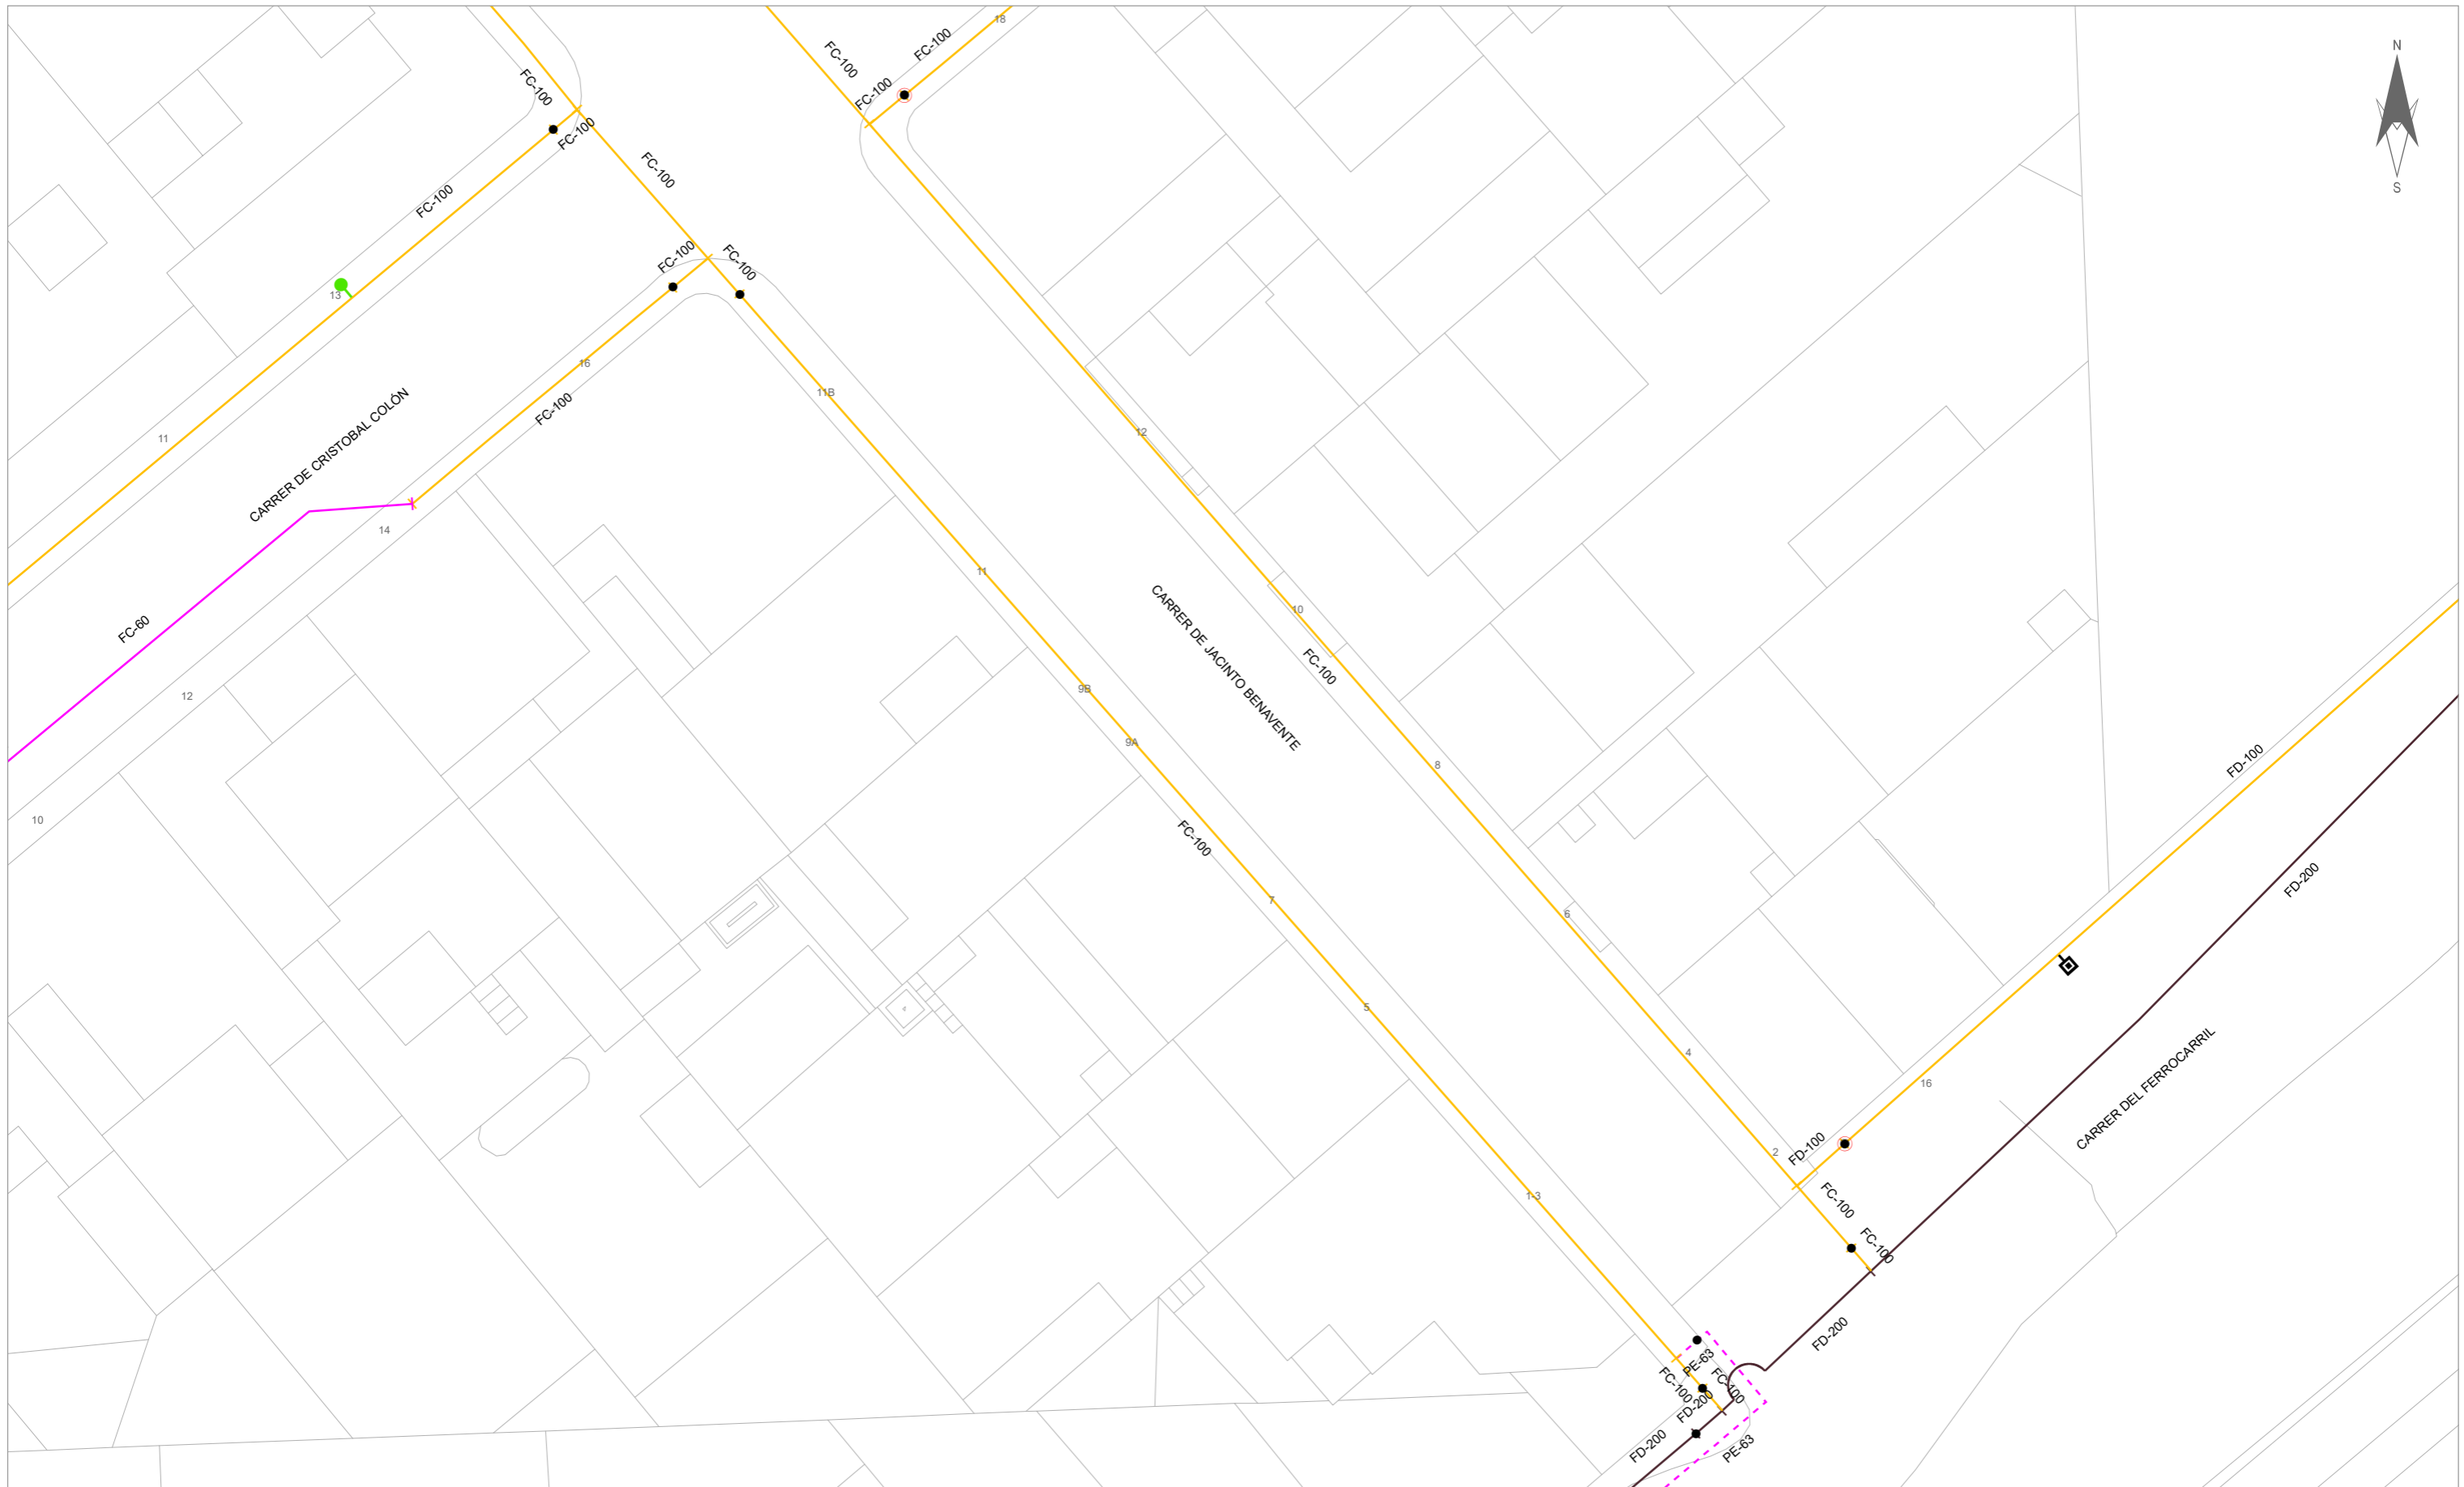 18
N
FC-100
FC-100
FC-100
FC-100
FC-100
FC-100
S
FC-100
FC-100
FC-100
13
16
11B
FC-100
11
12
CARRER DE CRISTOBAL COLÓN
14
11
10
CARRER DE JACINTO BENAVENTE
FC-60
FC-100
12
9B
9A
8
FD-100
10
FC-100
FD-200
7
6
5
4
16
CARRER DEL FERROCARRIL
2
FD-100
1-3
FC-100
FC-100
FD-200
PE-63
FC-100
FC-100
FD-200
FD-200
PE-63